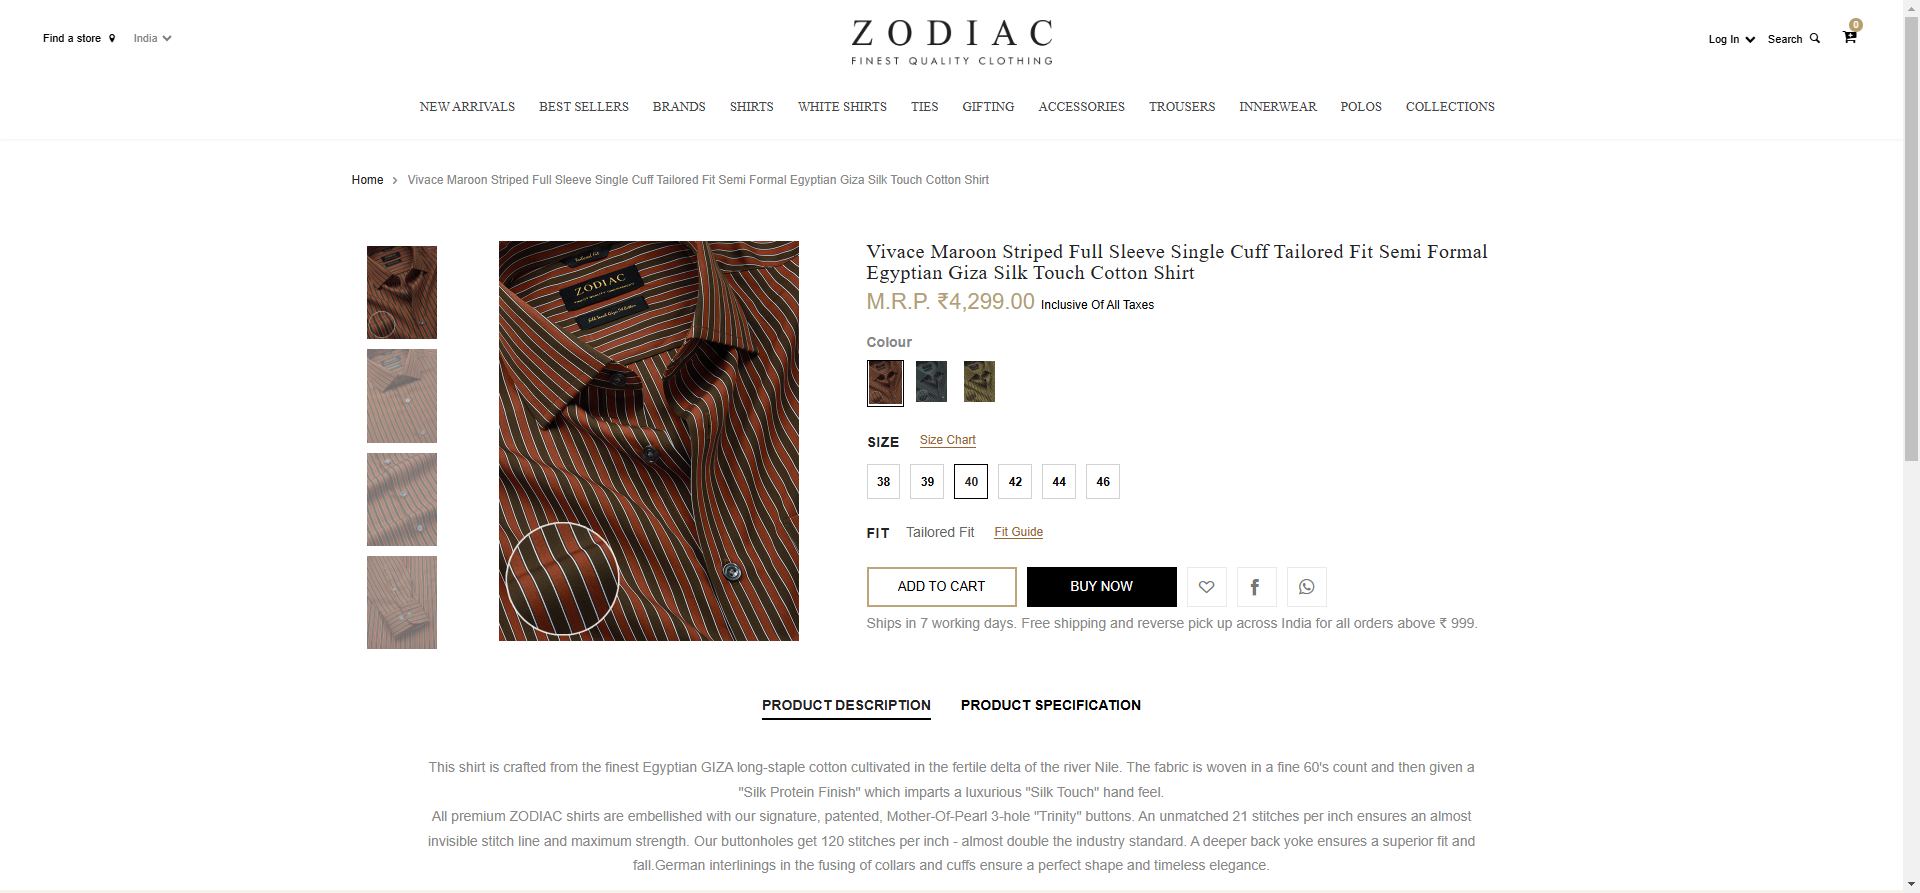 Find a store
India
ZODIAC
FINEST QUALITY CLOTHING
Log In
Search
0
NEW ARRIVALS BEST SELLERS BRANDS SHIRTS WHITE SHIRTS TIES GIFTING ACCESSORIES TROUSERS INNERWEAR POLOS COLLECTIONS
Home > Vivace Maroon Striped Full Sleeve Single Cuff Tailored Fit Semi Formal Egyptian Giza Silk Touch Cotton Shirt
Tailored Fit
ZODIAC
Vivace Maroon Striped Full Sleeve Single Cuff Tailored Fit Semi Formal
Egyptian Giza Silk Touch Cotton Shirt
M.R.P. ₹4,299.00 Inclusive Of All Taxes
Colour
SIZE Size Chart
38 39 40 42 44 46
FIT Tailored Fit Fit Guide
ADD TO CART BUY NOW
Ships in 7 working days. Free shipping and reverse pick up across India for all orders above ₹ 999.
PRODUCT DESCRIPTION PRODUCT SPECIFICATION
This shirt is crafted from the finest Egyptian GIZA long-staple cotton cultivated in the fertile delta of the river Nile. The fabric is woven in a fine 60's count and then given a
"Silk Protein Finish" which imparts a luxurious "Silk Touch" hand feel.
All premium ZODIAC shirts are embellished with our signature, patented, Mother-Of-Pearl 3-hole "Trinity" buttons. An unmatched 21 stitches per inch ensures an almost
invisible stitch line and maximum strength. Our buttonholes get 120 stitches per inch - almost double the industry standard. A deeper back yoke ensures a superior fit and
fall.German interlinings in the fusing of collars and cuffs ensure a perfect shape and timeless elegance.